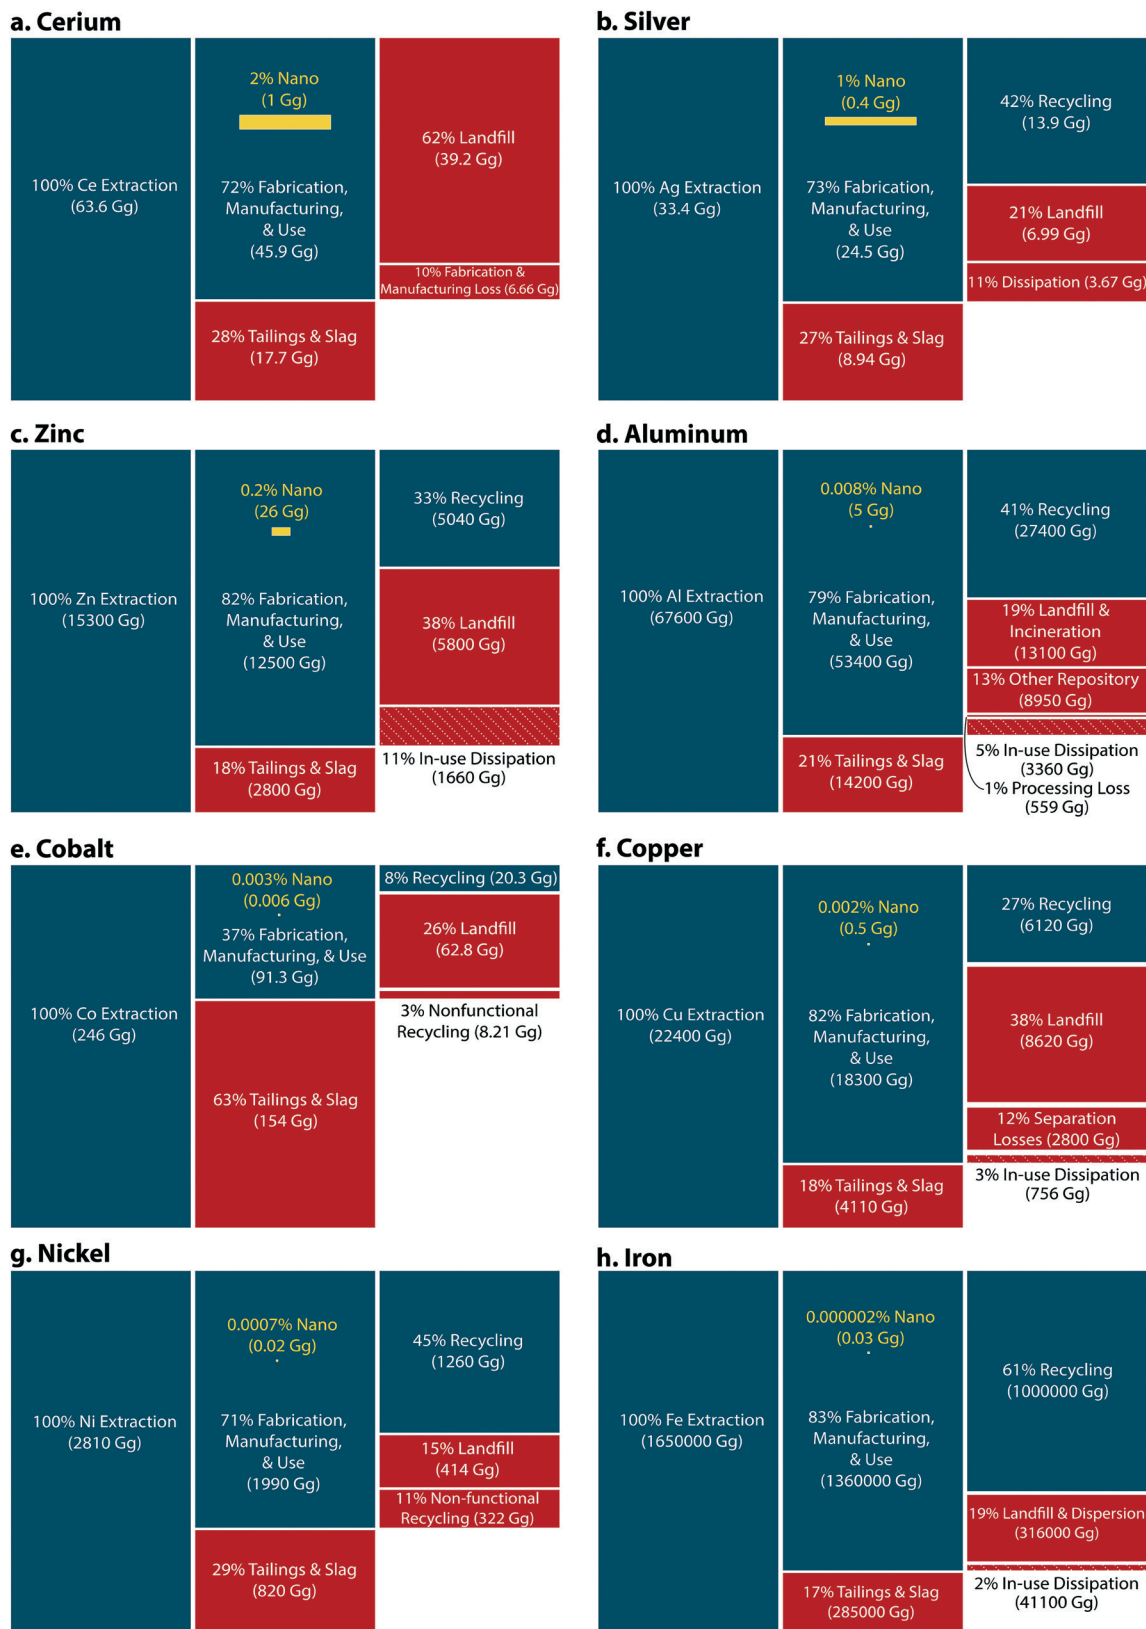 a. Cerium
100% Ce Extraction
(63.6 Gg)
2% Nano
(1 Gg)
72% Fabrication,
Manufacturing,
& Use
(45.9 Gg)
28% Tailings & Slag
(17.7 Gg)
62% Landfill
(39.2 Gg)
10% Fabrication &
Manufacturing Loss (6.66 Gg)
b. Silver
100% Ag Extraction
(33.4 Gg)
1% Nano
(0.4 Gg)
73% Fabrication,
Manufacturing,
& Use
(24.5 Gg)
27% Tailings & Slag
(8.94 Gg)
42% Recycling
(13.9 Gg)
21% Landfill
(6.99 Gg)
11% Dissipation (3.67 Gg)
c. Zinc
100% Zn Extraction
(15300 Gg)
0.2% Nano
(26 Gg)
82% Fabrication,
Manufacturing,
& Use
(12500 Gg)
18% Tailings & Slag
(2800 Gg)
33% Recycling
(5040 Gg)
38% Landfill
(5800 Gg)
11% In-use Dissipation
(1660 Gg)
d. Aluminum
100% Al Extraction
(67600 Gg)
0.008% Nano
(5 Gg)
79% Fabrication,
Manufacturing,
& Use
(53400 Gg)
21% Tailings & Slag
(14200 Gg)
41% Recycling
(27400 Gg)
19% Landfill &
Incineration
(13100 Gg)
13% Other Repository
(8950 Gg)
5% In-use Dissipation
(3360 Gg)
1% Processing Loss
(559 Gg)
e. Cobalt
100% Co Extraction
(246 Gg)
0.003% Nano
(0.006 Gg)
37% Fabrication,
Manufacturing, & Use
(91.3 Gg)
63% Tailings & Slag
(154 Gg)
8% Recycling (20.3 Gg)
26% Landfill
(62.8 Gg)
3% Nonfunctional
Recycling (8.21 Gg)
f. Copper
100% Cu Extraction
(22400 Gg)
0.002% Nano
(0.5 Gg)
82% Fabrication,
Manufacturing,
& Use
(18300 Gg)
18% Tailings & Slag
(4110 Gg)
27% Recycling
(6120 Gg)
38% Landfill
(8620 Gg)
12% Separation
Losses (2800 Gg)
3% In-use Dissipation
(756 Gg)
g. Nickel
100% Ni Extraction
(2810 Gg)
0.0007% Nano
(0.02 Gg)
71% Fabrication,
Manufacturing,
& Use
(1990 Gg)
29% Tailings & Slag
(820 Gg)
45% Recycling
(1260 Gg)
15% Landfill
(414 Gg)
11% Non-functional
Recycling (322 Gg)
h. Iron
100% Fe Extraction
(1650000 Gg)
0.000002% Nano
(0.03 Gg)
83% Fabrication,
Manufacturing,
& Use
(1360000 Gg)
17% Tailings & Slag
(285000 Gg)
61% Recycling
(1000000 Gg)
19% Landfill & Dispersion
(316000 Gg)
2% In-use Dissipation
(41100 Gg)